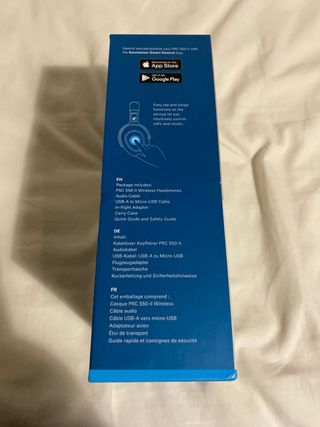 Control and personalize your PXC 550-II with
the Sennheiser Smart Control App.
Download on the
App Store
GET IT ON
Google Play
Easy tap and swipe
functions on the
earcup let you
intuitively control
calls and music.
EN
Package includes:
PXC 550-II Wireless Headphones
Audio Cable
USB-A to Micro-USB Cable
In-flight Adapter
Carry Case
Quick Guide and Safety Guide
DE
Inhalt:
Kabelloser Kopfhörer PXC 550-II
Audiokabel
USB-Kabel: USB-A zu Micro-USB
Flugzeugadapter
Transporttasche
Kurzanleitung und Sicherheitshinweise
FR
Cet emballage comprend :
Casque PXC 550-II Wireless
Câble audio
Câble USB-A vers micro-USB
Adaptateur avion
Étui de transport
Guide rapide et consignes de sécurité